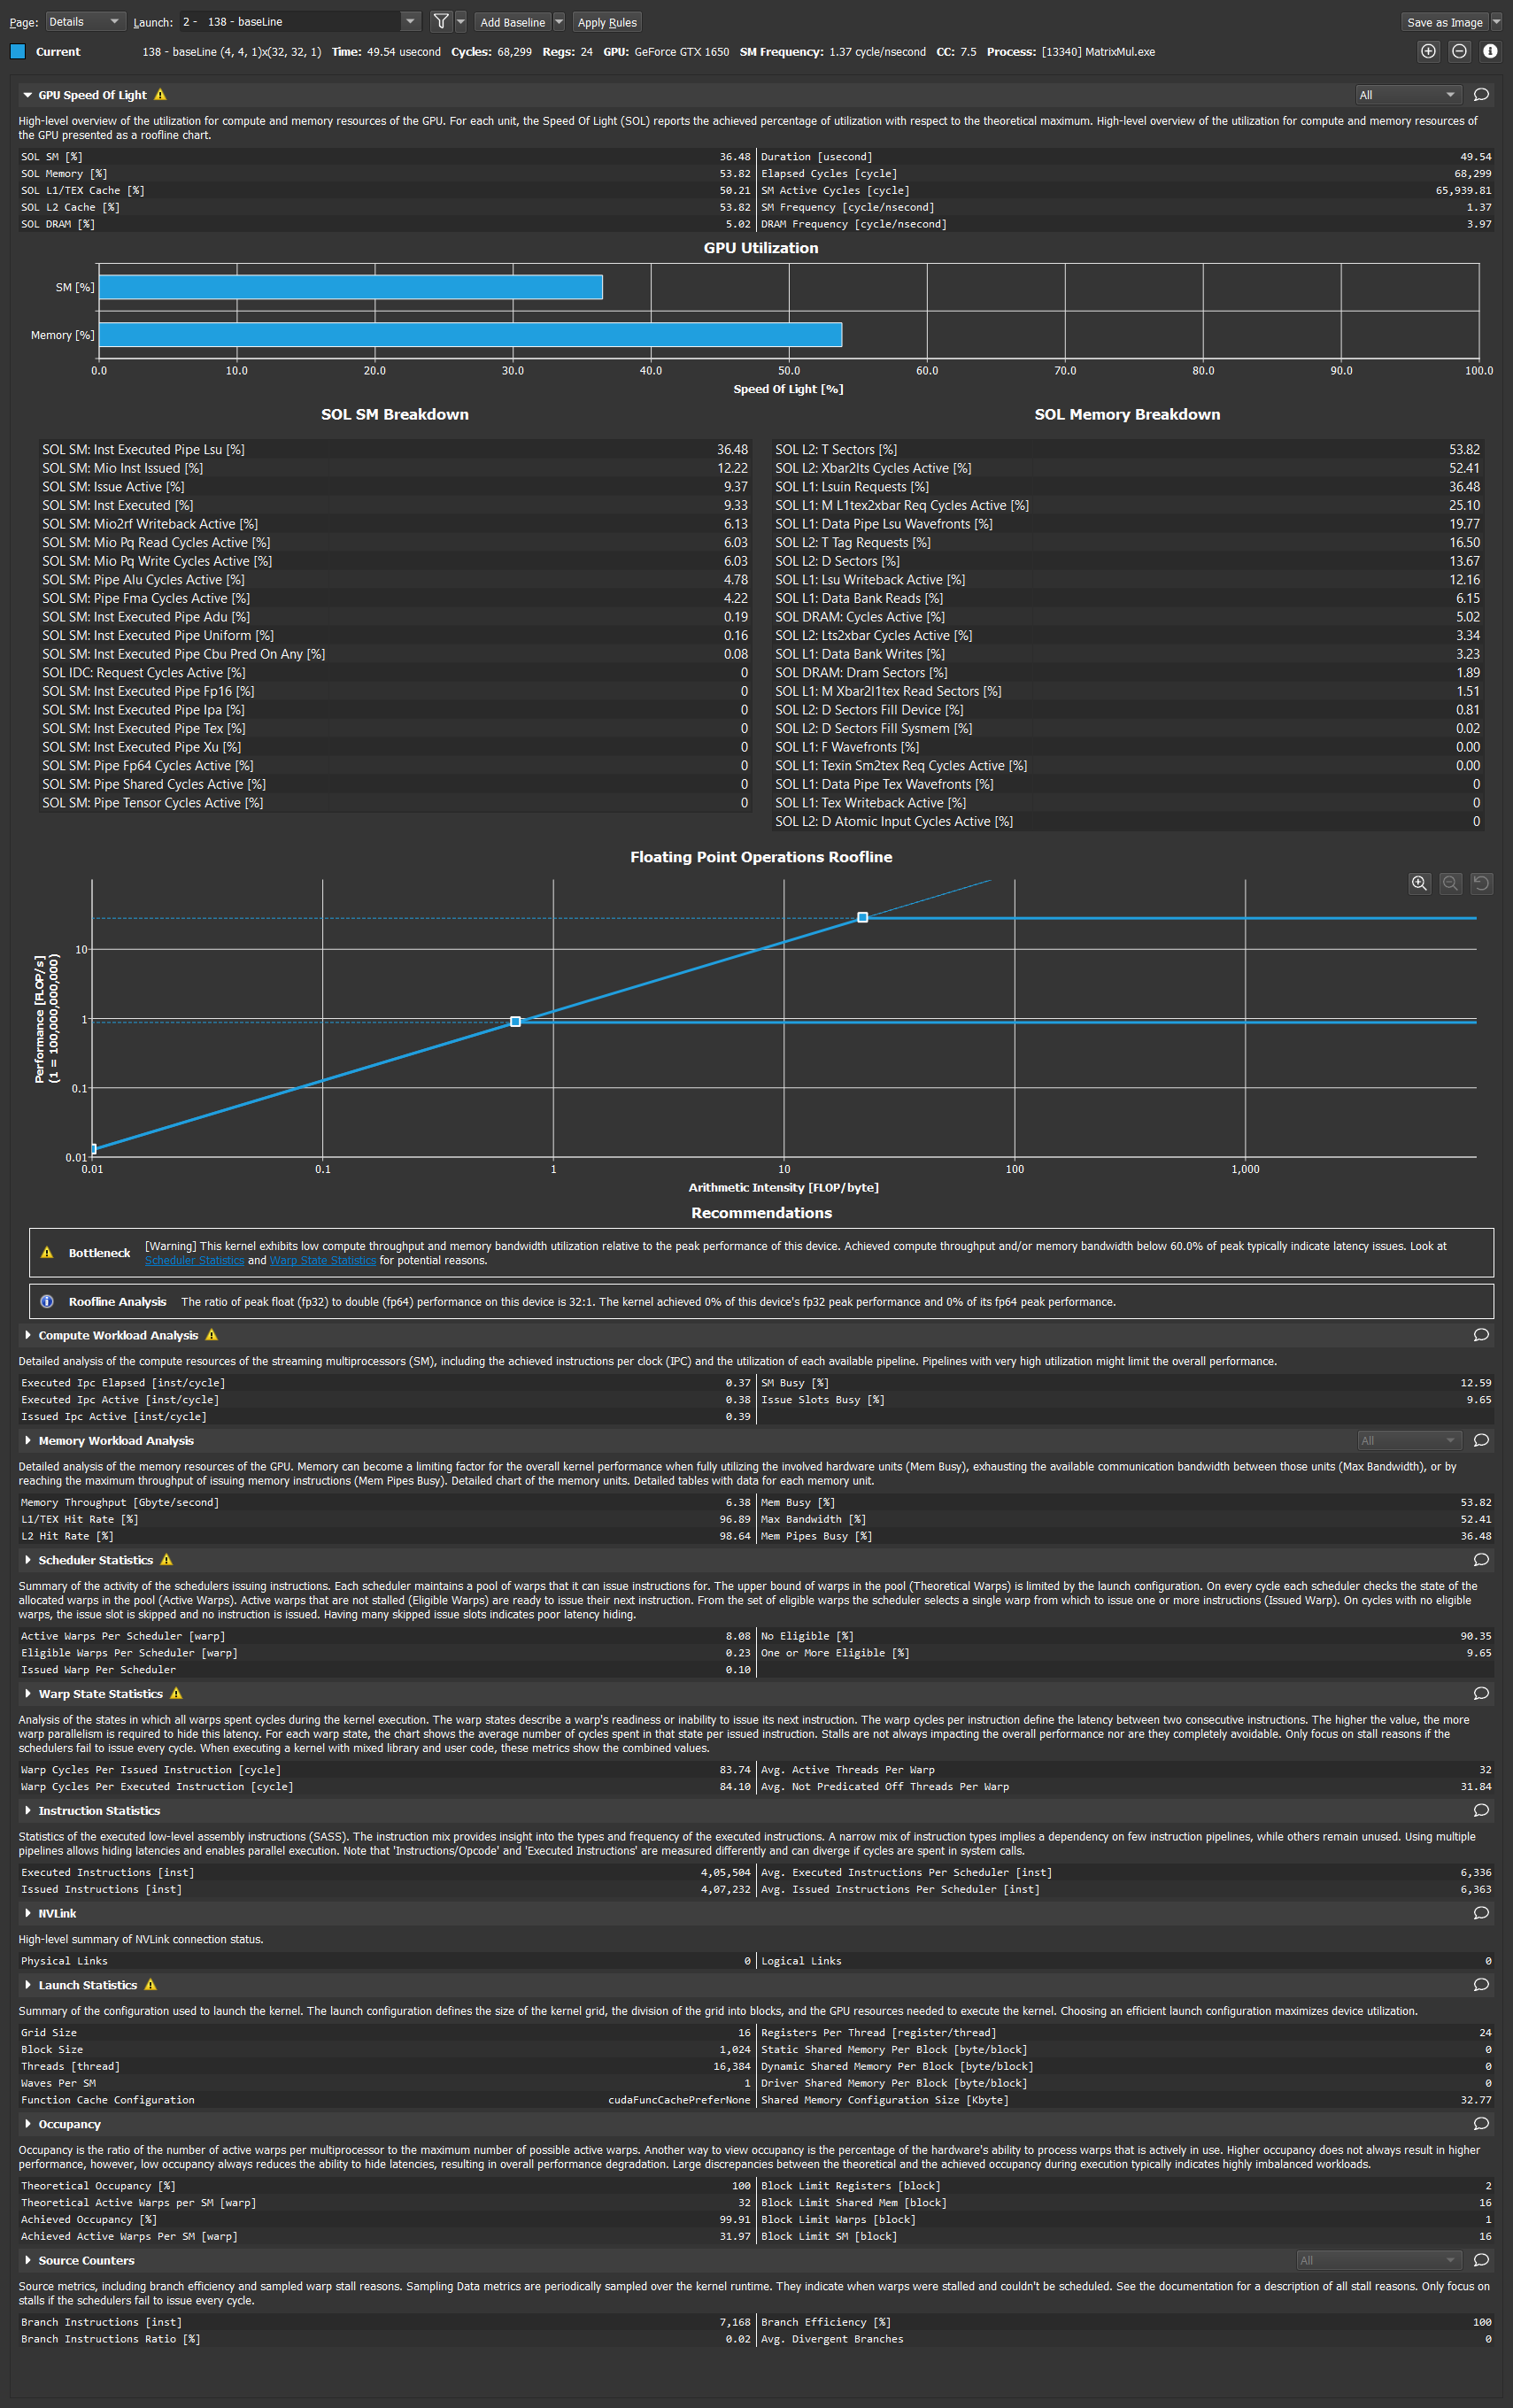 Page: Details Launch: 2 - 138 - baseLine Add Baseline Apply Rules Save as Image
Current 138 - baseLine (4, 4, 1)x(32, 32, 1) Time: 49.54 usecond Cycles: 68,299 Regs: 24 GPU: GeForce GTX 1650 SM Frequency: 1.37 cycle/nsecond CC: 7.5 Process: [13340] MatrixMul.exe
GPU Speed Of Light All
High-level overview of the utilization for compute and memory resources of the GPU. For each unit, the Speed Of Light (SOL) reports the achieved percentage of utilization with respect to the theoretical maximum. High-level overview of the utilization for compute and memory resources of
the GPU presented as a roofline chart.
SOL SM [%] 36.48 Duration [usecond] 49.54
SOL Memory [%] 53.82 Elapsed Cycles [cycle] 68,299
SOL L1/TEX Cache [%] 50.21 SM Active Cycles [cycle] 65,939.81
SOL L2 Cache [%] 53.82 SM Frequency [cycle/nsecond] 1.37
SOL DRAM [%] 5.02 DRAM Frequency [cycle/nsecond] 3.97
GPU Utilization
SM [%]
Memory [%]
0.0 10.0 20.0 30.0 40.0 50.0 60.0 70.0 80.0 90.0 100.0
Speed Of Light [%]
SOL SM Breakdown
SOL SM: Inst Executed Pipe Lsu [%] 36.48
SOL SM: Mio Inst Issued [%] 12.22
SOL SM: Issue Active [%] 9.37
SOL SM: Inst Executed [%] 9.33
SOL SM: Mio2rf Writeback Active [%] 6.13
SOL SM: Mio Pq Read Cycles Active [%] 6.03
SOL SM: Mio Pq Write Cycles Active [%] 6.03
SOL SM: Pipe Alu Cycles Active [%] 4.78
SOL SM: Pipe Fma Cycles Active [%] 4.22
SOL SM: Inst Executed Pipe Adu [%] 0.19
SOL SM: Inst Executed Pipe Uniform [%] 0.16
SOL SM: Inst Executed Pipe Cbu Pred On Any [%] 0.08
SOL IDC: Request Cycles Active [%] 0
SOL SM: Inst Executed Pipe Fp16 [%] 0
SOL SM: Inst Executed Pipe Ipa [%] 0
SOL SM: Inst Executed Pipe Tex [%] 0
SOL SM: Inst Executed Pipe Xu [%] 0
SOL SM: Pipe Fp64 Cycles Active [%] 0
SOL SM: Pipe Shared Cycles Active [%] 0
SOL SM: Pipe Tensor Cycles Active [%] 0
SOL Memory Breakdown
SOL L2: T Sectors [%] 53.82
SOL L2: Xbar2lts Cycles Active [%] 52.41
SOL L1: Lsuin Requests [%] 36.48
SOL L1: M L1tex2xbar Req Cycles Active [%] 25.10
SOL L1: Data Pipe Lsu Wavefronts [%] 19.77
SOL L2: T Tag Requests [%] 16.50
SOL L2: D Sectors [%] 13.67
SOL L1: Lsu Writeback Active [%] 12.16
SOL L1: Data Bank Reads [%] 6.15
SOL DRAM: Cycles Active [%] 5.02
SOL L2: Lts2xbar Cycles Active [%] 3.34
SOL L1: Data Bank Writes [%] 3.23
SOL DRAM: Dram Sectors [%] 1.89
SOL L1: M Xbar2l1tex Read Sectors [%] 1.51
SOL L2: D Sectors Fill Device [%] 0.81
SOL L2: D Sectors Fill Sysmem [%] 0.02
SOL L1: F Wavefronts [%] 0.00
SOL L1: Texin Sm2tex Req Cycles Active [%] 0.00
SOL L1: Data Pipe Tex Wavefronts [%] 0
SOL L1: Tex Writeback Active [%] 0
SOL L2: D Atomic Input Cycles Active [%] 0
Floating Point Operations Roofline
Performance [FLOP/s]
(1 = 100,000,000,000)
10
1
0.1
0.01
0.01 0.1 1 10 100 1,000
Arithmetic Intensity [FLOP/byte]
Recommendations
Bottleneck [Warning] This kernel exhibits low compute throughput and memory bandwidth utilization relative to the peak performance of this device. Achieved compute throughput and/or memory bandwidth below 60.0% of peak typically indicate latency issues. Look at
Scheduler Statistics and Warp State Statistics for potential reasons.
Roofline Analysis The ratio of peak float (fp32) to double (fp64) performance on this device is 32:1. The kernel achieved 0% of this device's fp32 peak performance and 0% of its fp64 peak performance.
Compute Workload Analysis
Detailed analysis of the compute resources of the streaming multiprocessors (SM), including the achieved instructions per clock (IPC) and the utilization of each available pipeline. Pipelines with very high utilization might limit the overall performance.
Executed Ipc Elapsed [inst/cycle] 0.37 SM Busy [%] 12.59
Executed Ipc Active [inst/cycle] 0.38 Issue Slots Busy [%] 9.65
Issued Ipc Active [inst/cycle] 0.39
Memory Workload Analysis All
Detailed analysis of the memory resources of the GPU. Memory can become a limiting factor for the overall kernel performance when fully utilizing the involved hardware units (Mem Busy), exhausting the available communication bandwidth between those units (Max Bandwidth), or by
reaching the maximum throughput of issuing memory instructions (Mem Pipes Busy). Detailed chart of the memory units. Detailed tables with data for each memory unit.
Memory Throughput [Gbyte/second] 6.38 Mem Busy [%] 53.82
L1/TEX Hit Rate [%] 96.89 Max Bandwidth [%] 52.41
L2 Hit Rate [%] 98.64 Mem Pipes Busy [%] 36.48
Scheduler Statistics
Summary of the activity of the schedulers issuing instructions. Each scheduler maintains a pool of warps that it can issue instructions for. The upper bound of warps in the pool (Theoretical Warps) is limited by the launch configuration. On every cycle each scheduler checks the state of the
allocated warps in the pool (Active Warps). Active warps that are not stalled (Eligible Warps) are ready to issue their next instruction. From the set of eligible warps the scheduler selects a single warp from which to issue one or more instructions (Issued Warp). On cycles with no eligible
warps, the issue slot is skipped and no instruction is issued. Having many skipped issue slots indicates poor latency hiding.
Active Warps Per Scheduler [warp] 8.08 No Eligible [%] 90.35
Eligible Warps Per Scheduler [warp] 0.23 One or More Eligible [%] 9.65
Issued Warp Per Scheduler 0.10
Warp State Statistics
Analysis of the states in which all warps spent cycles during the kernel execution. The warp states describe a warp's readiness or inability to issue its next instruction. The warp cycles per instruction define the latency between two consecutive instructions. The higher the value, the more
warp parallelism is required to hide this latency. For each warp state, the chart shows the average number of cycles spent in that state per issued instruction. Stalls are not always impacting the overall performance nor are they completely avoidable. Only focus on stall reasons if the
schedulers fail to issue every cycle. When executing a kernel with mixed library and user code, these metrics show the combined values.
Warp Cycles Per Issued Instruction [cycle] 83.74 Avg. Active Threads Per Warp 32
Warp Cycles Per Executed Instruction [cycle] 84.10 Avg. Not Predicated Off Threads Per Warp 31.84
Instruction Statistics
Statistics of the executed low-level assembly instructions (SASS). The instruction mix provides insight into the types and frequency of the executed instructions. A narrow mix of instruction types implies a dependency on few instruction pipelines, while others remain unused. Using multiple
pipelines allows hiding latencies and enables parallel execution. Note that 'Instructions/Opcode' and 'Executed Instructions' are measured differently and can diverge if cycles are spent in system calls.
Executed Instructions [inst] 4,05,504 Avg. Executed Instructions Per Scheduler [inst] 6,336
Issued Instructions [inst] 4,07,232 Avg. Issued Instructions Per Scheduler [inst] 6,363
NVLink
High-level summary of NVLink connection status.
Physical Links 0 Logical Links 0
Launch Statistics
Summary of the configuration used to launch the kernel. The launch configuration defines the size of the kernel grid, the division of the grid into blocks, and the GPU resources needed to execute the kernel. Choosing an efficient launch configuration maximizes device utilization.
Grid Size 16 Registers Per Thread [register/thread] 24
Block Size 1,024 Static Shared Memory Per Block [byte/block] 0
Threads [thread] 16,384 Dynamic Shared Memory Per Block [byte/block] 0
Waves Per SM 1 Driver Shared Memory Per Block [byte/block] 0
Function Cache Configuration cudaFuncCachePreferNone Shared Memory Configuration Size [Kbyte] 32.77
Occupancy
Occupancy is the ratio of the number of active warps per multiprocessor to the maximum number of possible active warps. Another way to view occupancy is the percentage of the hardware's ability to process warps that is actively in use. Higher occupancy does not always result in higher
performance, however, low occupancy always reduces the ability to hide latencies, resulting in overall performance degradation. Large discrepancies between the theoretical and the achieved occupancy during execution typically indicates highly imbalanced workloads.
Theoretical Occupancy [%] 100 Block Limit Registers [block] 2
Theoretical Active Warps per SM [warp] 32 Block Limit Shared Mem [block] 16
Achieved Occupancy [%] 99.91 Block Limit Warps [block] 1
Achieved Active Warps Per SM [warp] 31.97 Block Limit SM [block] 16
Source Counters All
Source metrics, including branch efficiency and sampled warp stall reasons. Sampling Data metrics are periodically sampled over the kernel runtime. They indicate when warps were stalled and couldn't be scheduled. See the documentation for a description of all stall reasons. Only focus on
stalls if the schedulers fail to issue every cycle.
Branch Instructions [inst] 7,168 Branch Efficiency [%] 100
Branch Instructions Ratio [%] 0.02 Avg. Divergent Branches 0